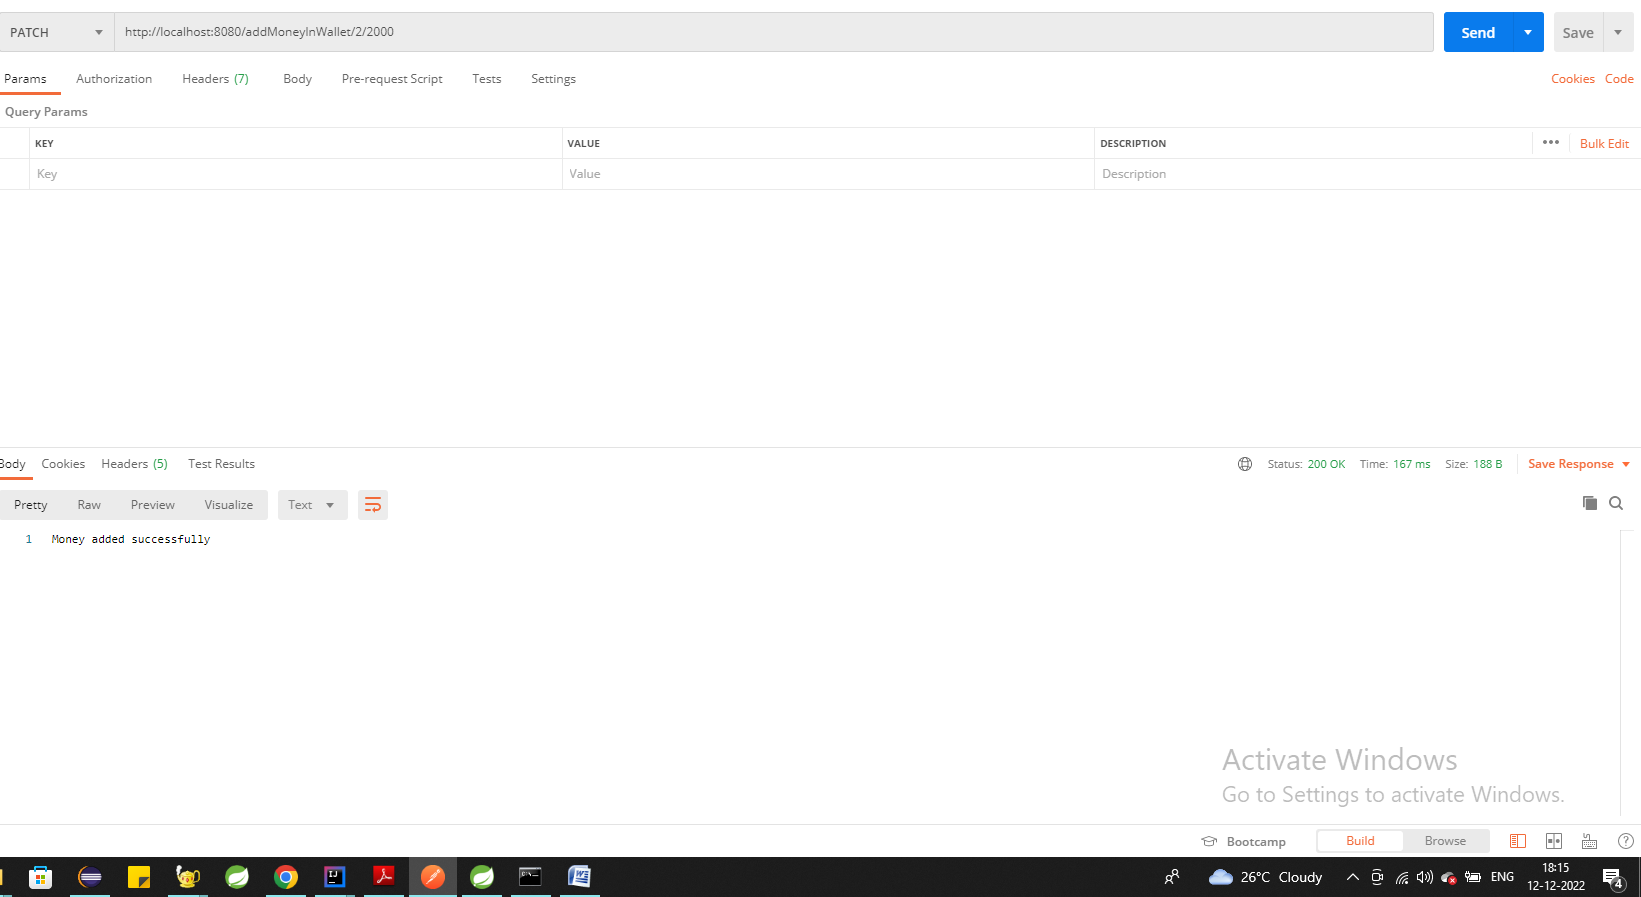 PATCH http://localhost:8080/addMoneyInWallet/2/2000 Send Save
Params Authorization Headers (7) Body Pre-request Script Tests Settings Cookies Code
Query Params
KEY VALUE DESCRIPTION ••• Bulk Edit
Key Value Description
Body Cookies Headers (5) Test Results Status: 200 OK Time: 167 ms Size: 188 B Save Response
Pretty Raw Preview Visualize Text
1 Money added successfully
Activate Windows
Go to Settings to activate Windows.
Bootcamp Build Browse
26°C Cloudy ENG 18:15
12-12-2022 4